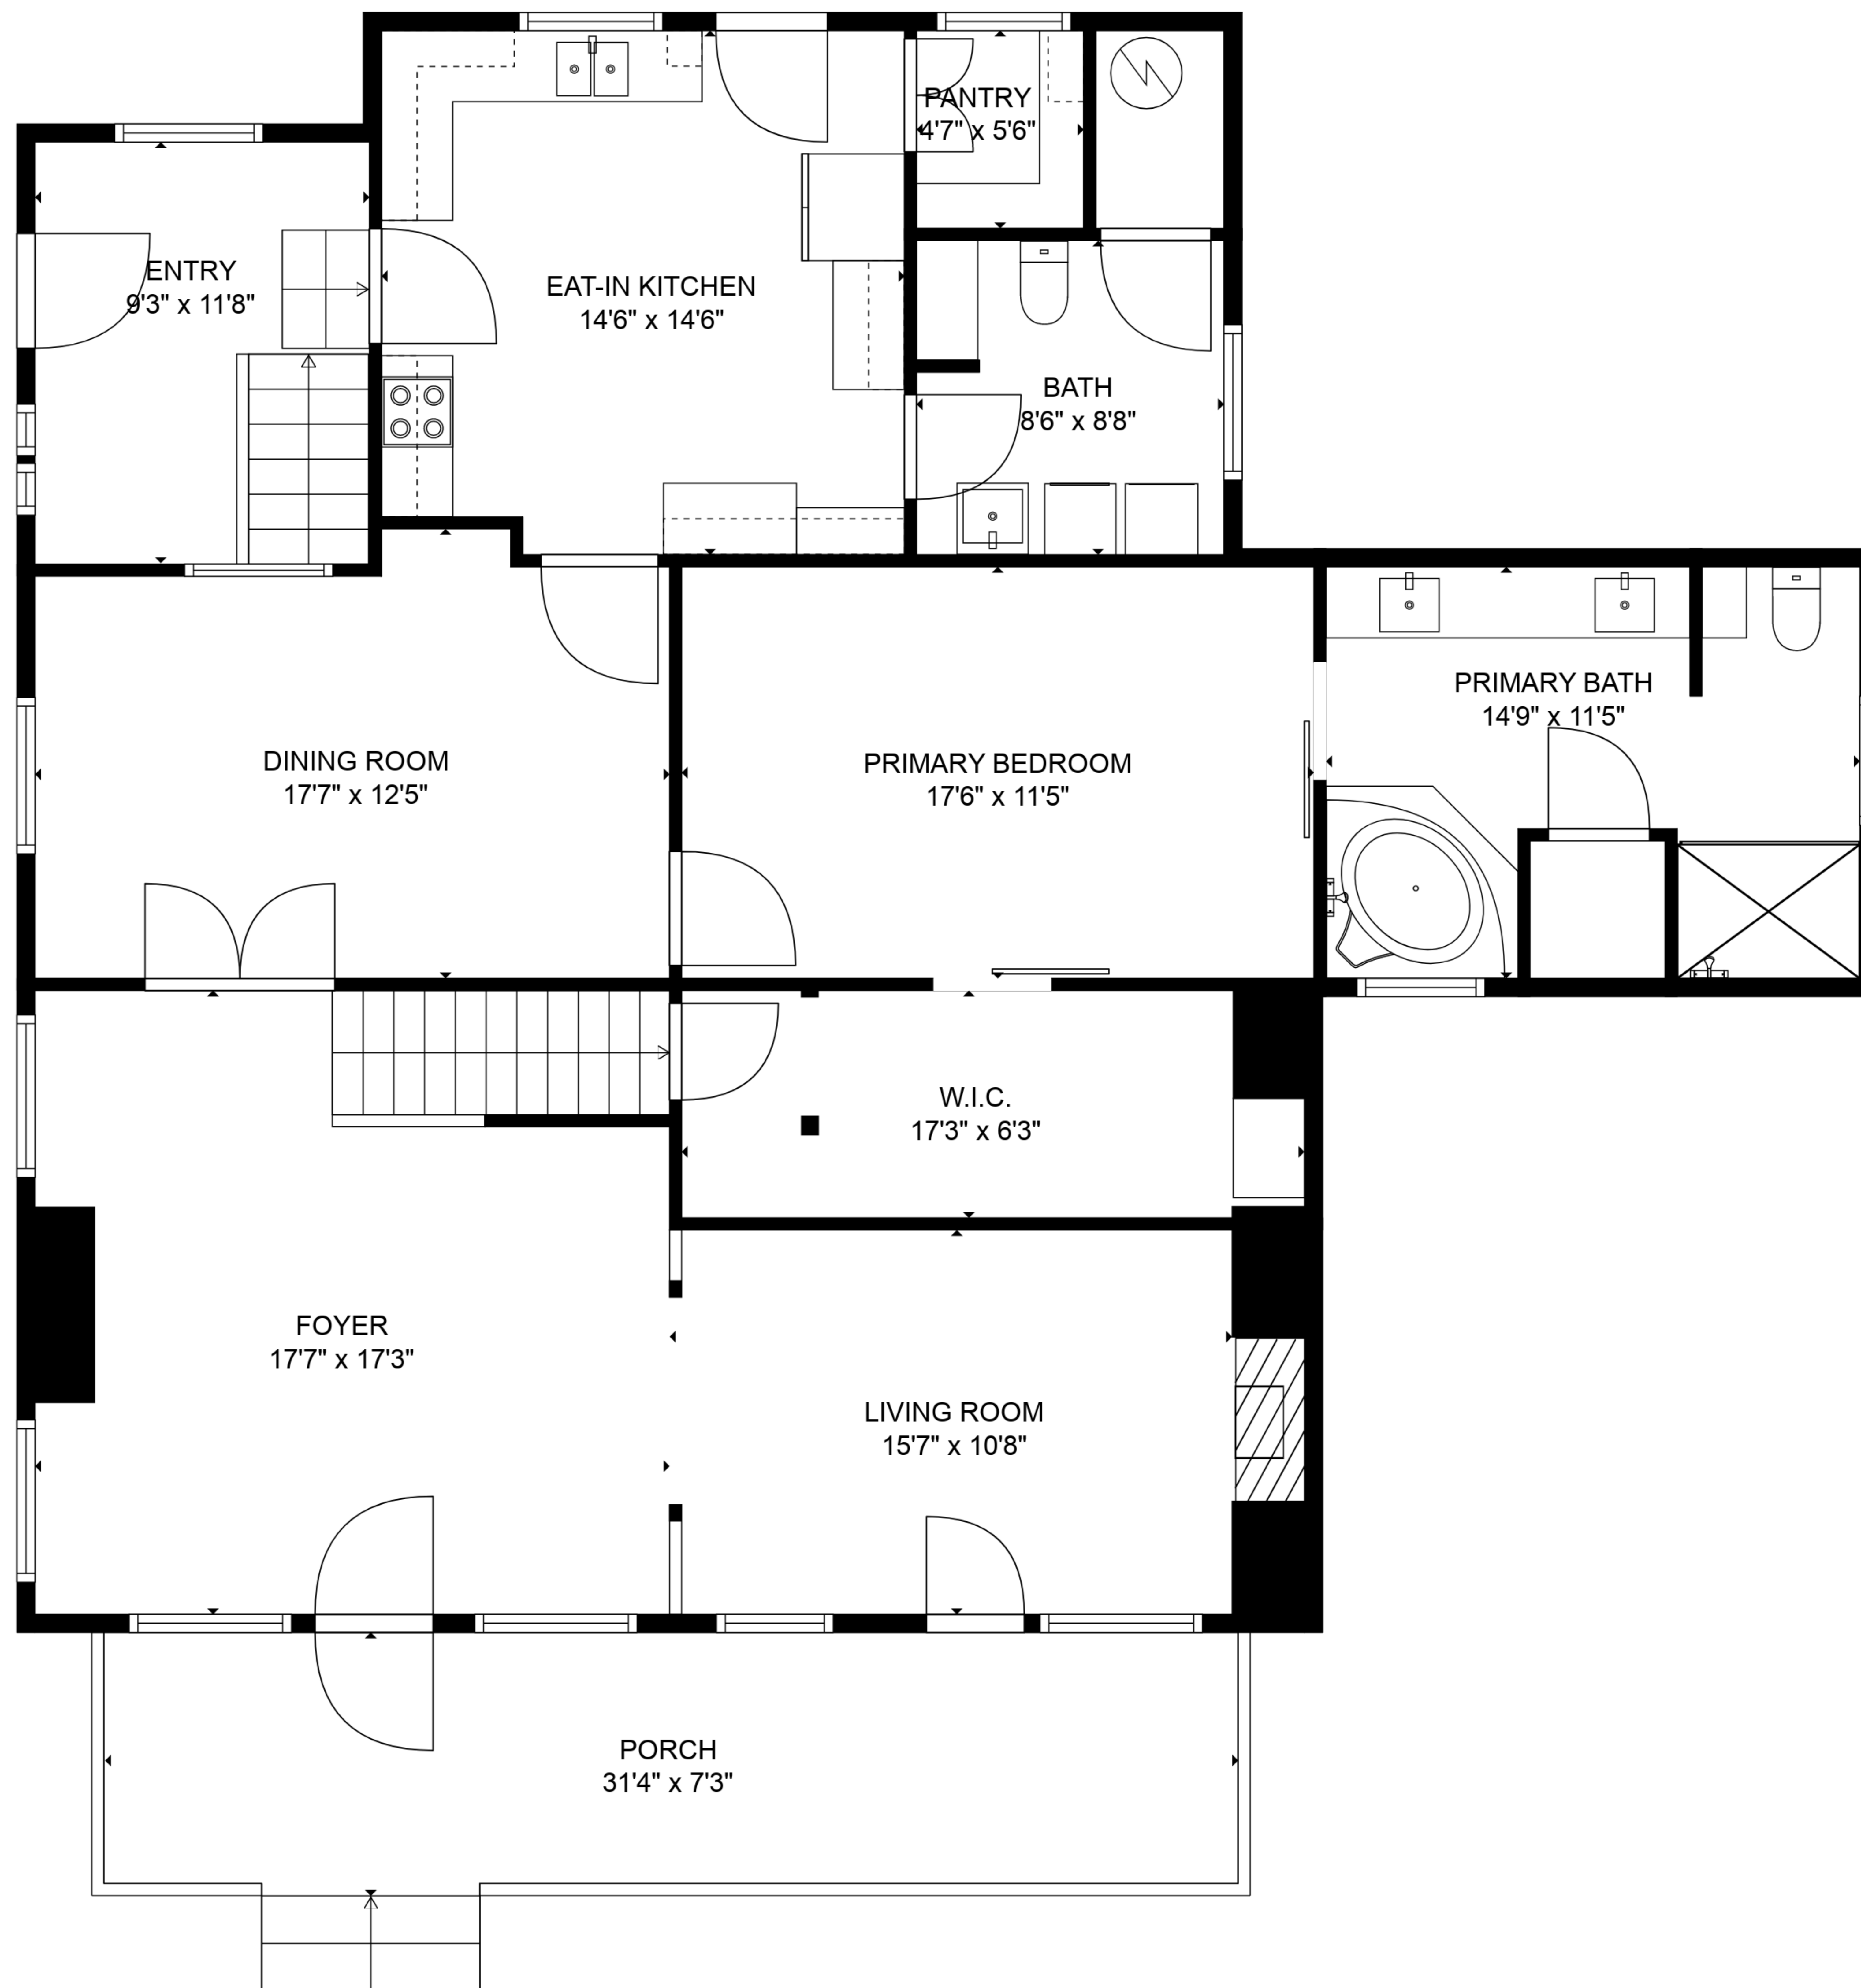 PANTRY
4'7" x 5'6"
ENTRY
9'3" x 11'8"
EAT-IN KITCHEN
14'6" x 14'6"
BATH
8'6" x 8'8"
PRIMARY BATH
14'9" x 11'5"
DINING ROOM
17'7" x 12'5"
PRIMARY BEDROOM
17'6" x 11'5"
W.I.C.
17'3" x 6'3"
FOYER
17'7" x 17'3"
LIVING ROOM
15'7" x 10'8"
PORCH
31'4" x 7'3"